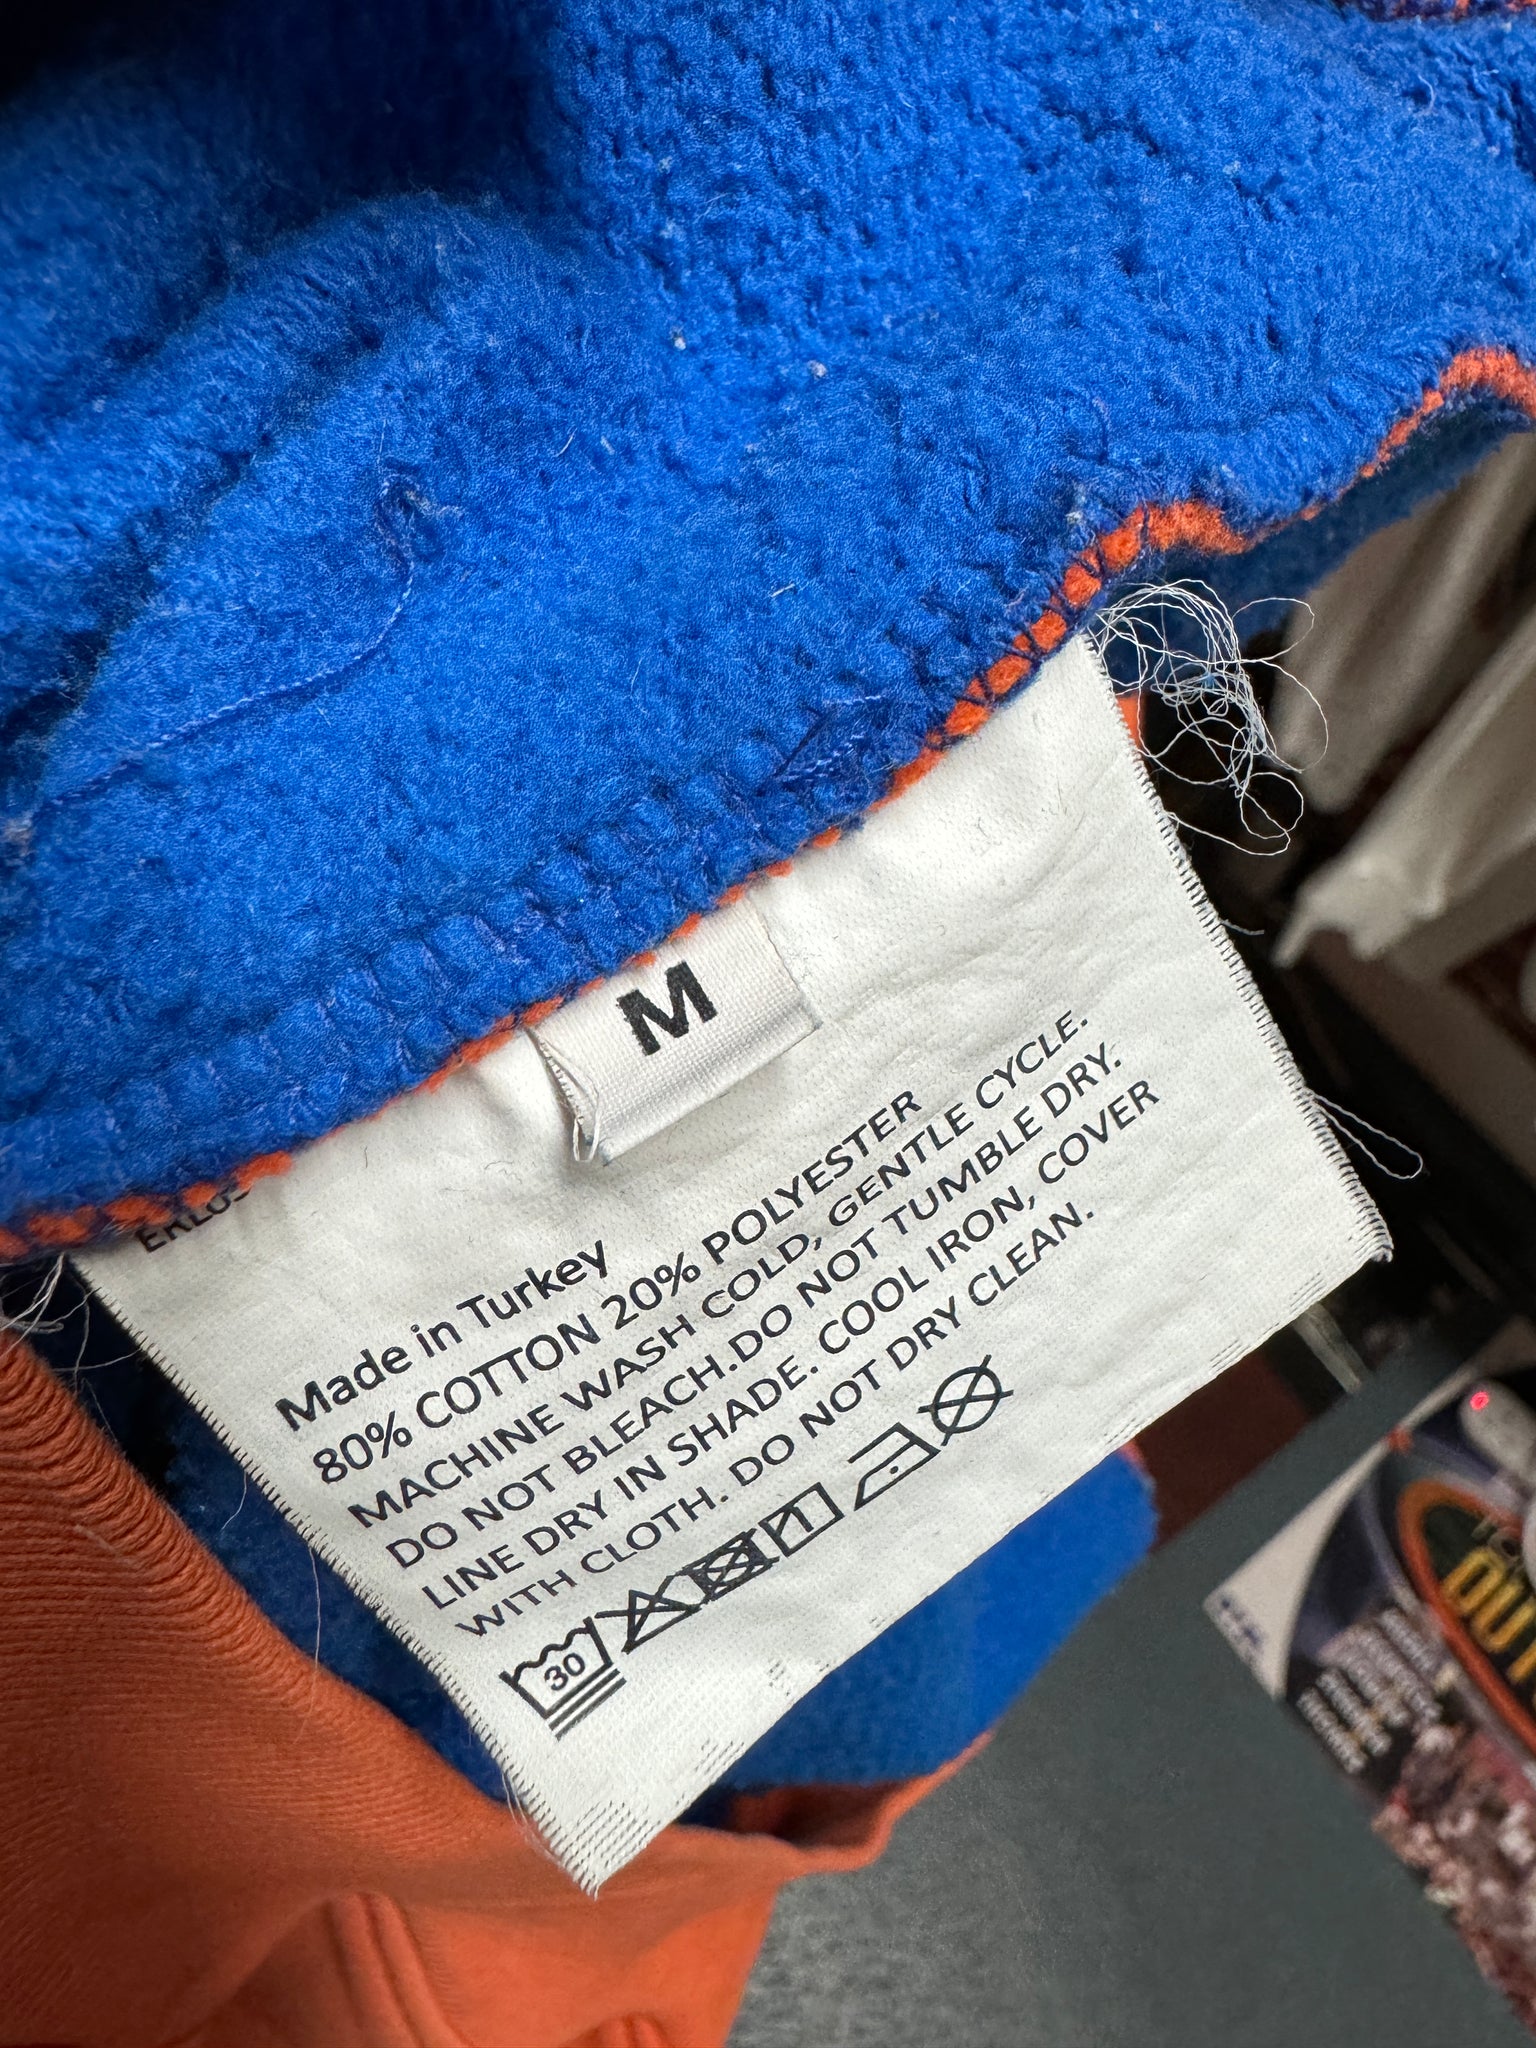 M
Made in Turkey
80% COTTON 20% POLYESTER
MACHINE WASH COLD, GENTLE CYCLE.
DO NOT BLEACH.DO NOT TUMBLE DRY.
LINE DRY IN SHADE. COOL IRON, COVER
WITH CLOTH. DO NOT DRY CLEAN.
30